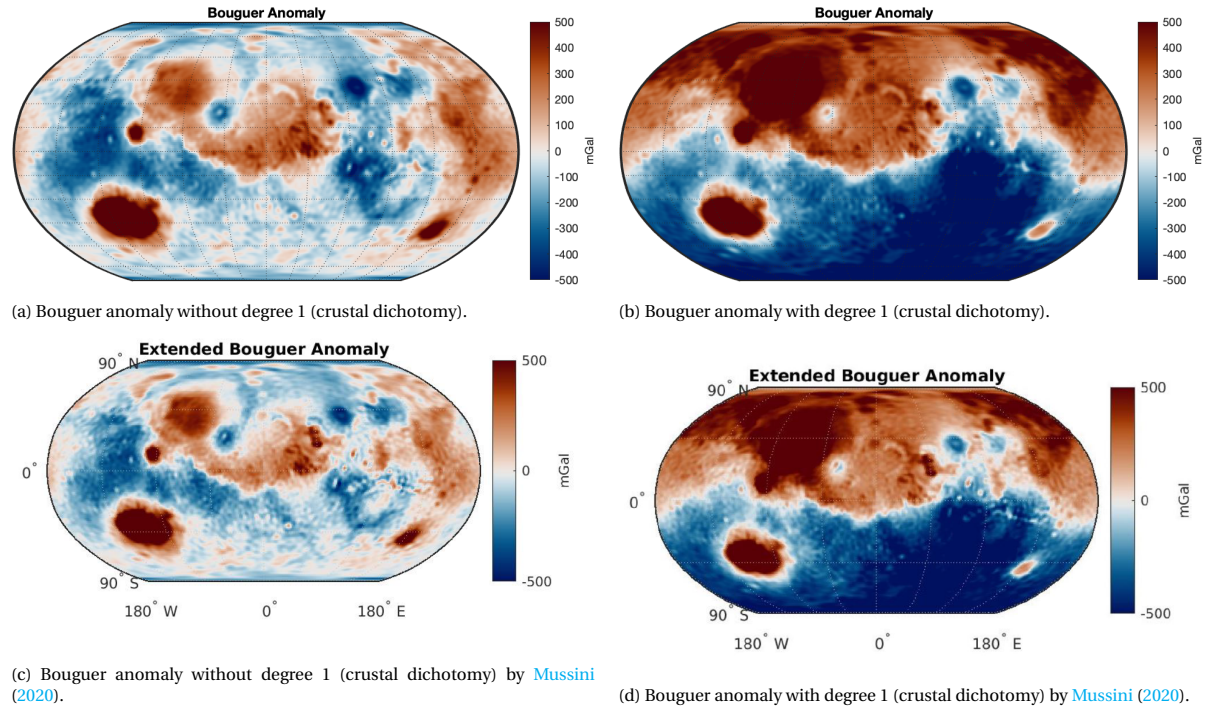 Bouguer Anomaly
500
400
300
200
100
0
-100
-200
-300
-400
-500
mGal
(a) Bouguer anomaly without degree 1 (crustal dichotomy).
Bouguer Anomaly
500
400
300
200
100
0
-100
-200
-300
-400
-500
mGal
(b) Bouguer anomaly with degree 1 (crustal dichotomy).
Extended Bouguer Anomaly
90° N
0°
90° S
180° W
0°
180° E
500
0
-500
mGal
(c) Bouguer anomaly without degree 1 (crustal dichotomy) by Mussini
(2020).
Extended Bouguer Anomaly
90° N
0°
90° S
180° W
0°
180° E
500
0
-500
mGal
(d) Bouguer anomaly with degree 1 (crustal dichotomy) by Mussini (2020).